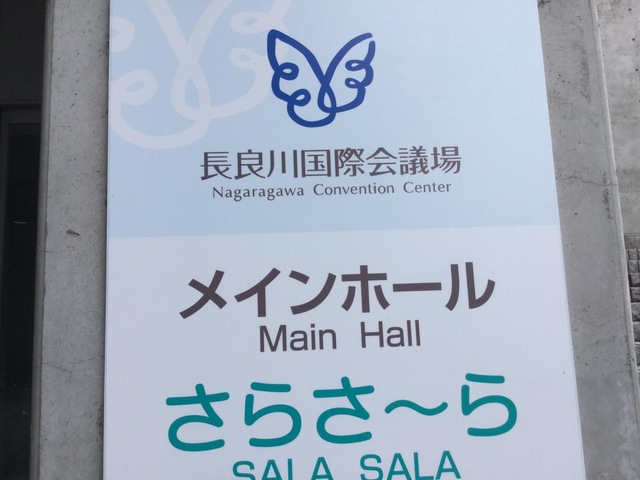 長良川国際会議場
Nagaragawa Convention Center
メインホール
Main Hall
さらさ〜ら
SALA SALA